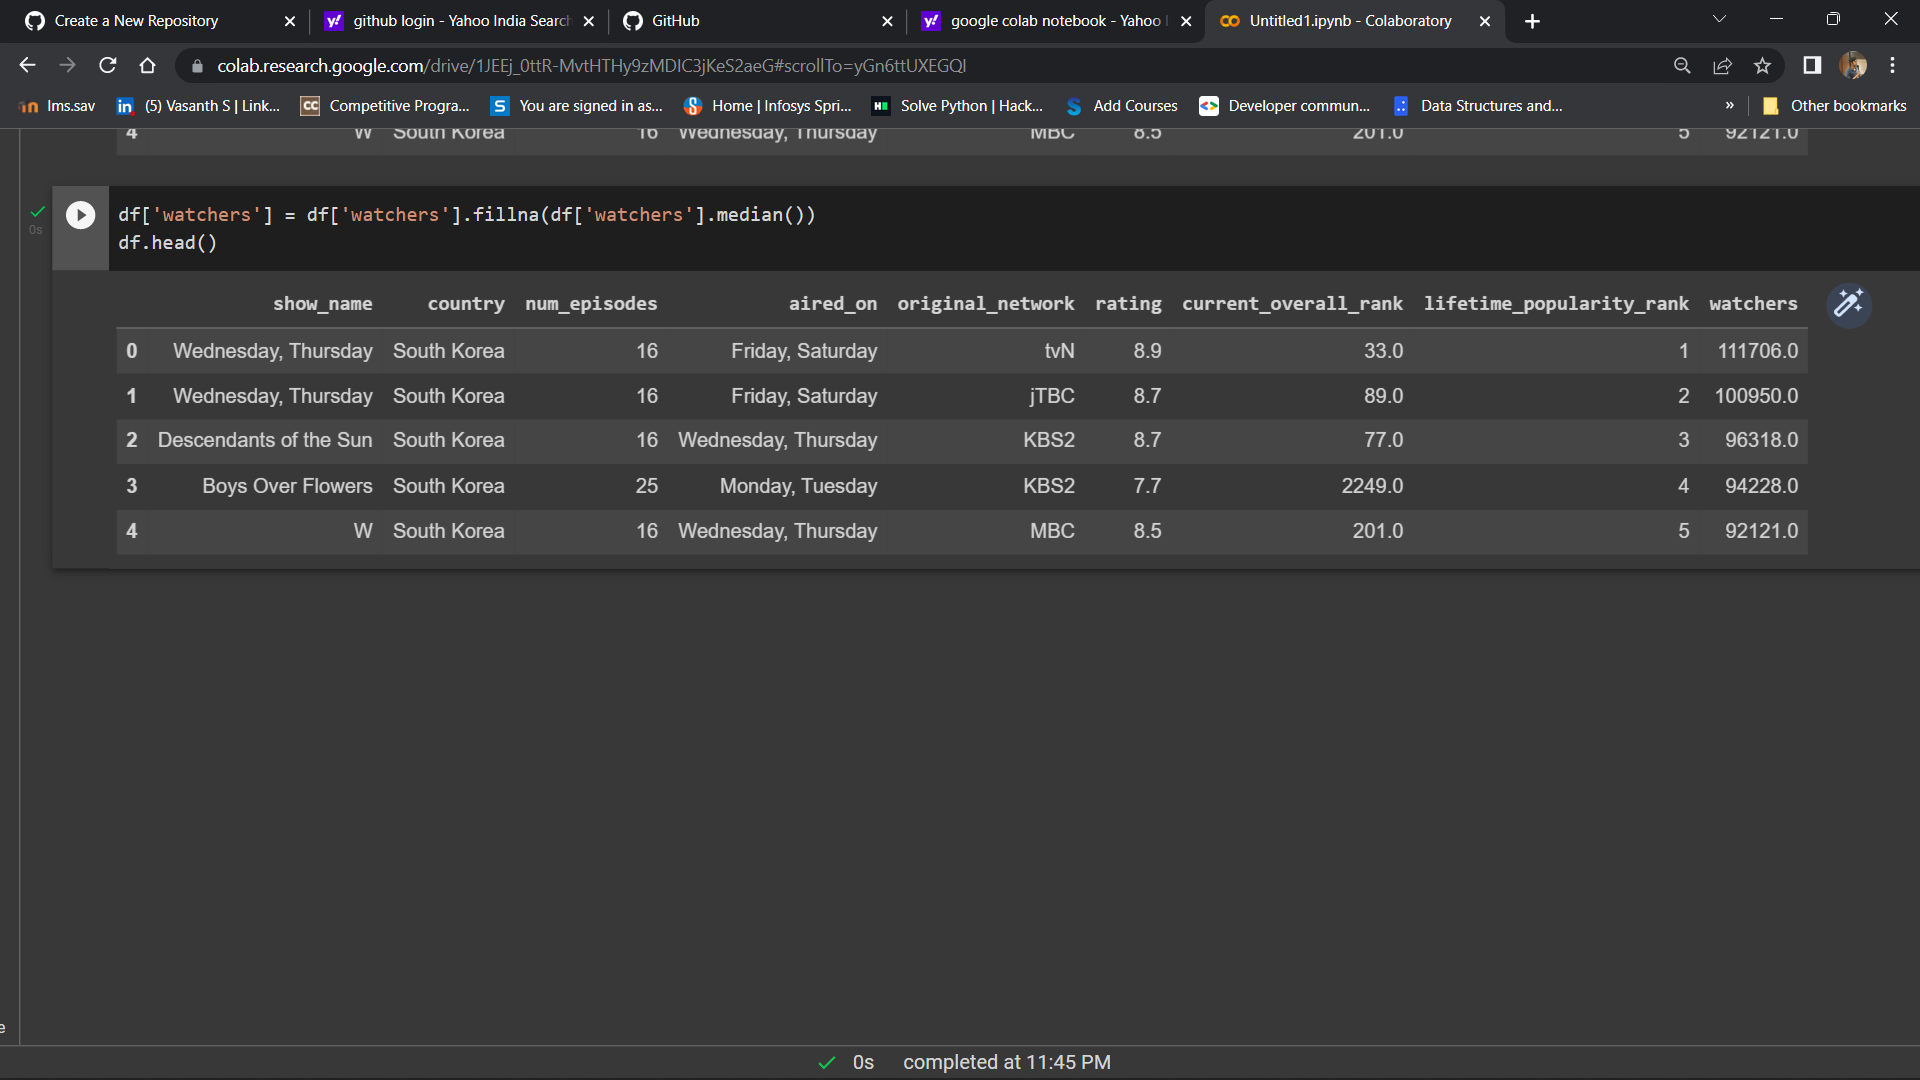 Create a New Repository
github login - Yahoo India Search
GitHub
google colab notebook - Yahoo I
Untitled1.ipynb - Colaboratory
colab.research.google.com/drive/1JEEj_0ttR-MvtHTHy9zMDIC3jKeS2aeG#scrollTo=yGn6ttUXEGQI
lms.sav
(5) Vasanth S | Link...
Competitive Progra...
You are signed in as...
Home | Infosys Spri...
Solve Python | Hack...
Add Courses
Developer commun...
Data Structures and...
»
Other bookmarks
4 W South Korea 16 Wednesday, Thursday MBC 8.5 201.0 5 92121.0
0s
df['watchers'] = df['watchers'].fillna(df['watchers'].median())
df.head()
show_name country num_episodes aired_on original_network rating current_overall_rank lifetime_popularity_rank watchers
0 Wednesday, Thursday South Korea 16 Friday, Saturday tvN 8.9 33.0 1 111706.0
1 Wednesday, Thursday South Korea 16 Friday, Saturday jTBC 8.7 89.0 2 100950.0
2 Descendants of the Sun South Korea 16 Wednesday, Thursday KBS2 8.7 77.0 3 96318.0
3 Boys Over Flowers South Korea 25 Monday, Tuesday KBS2 7.7 2249.0 4 94228.0
4 W South Korea 16 Wednesday, Thursday MBC 8.5 201.0 5 92121.0
e
0s completed at 11:45 PM